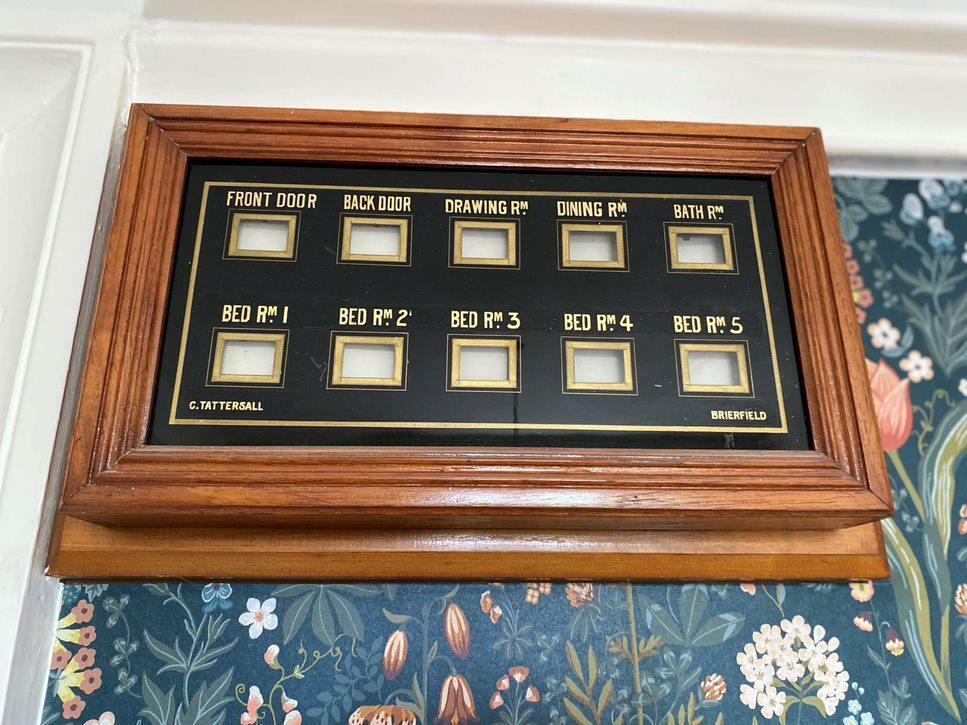 FRONT DOOR BACK DOOR DRAWING RM. DINING RM. BATH RM.
BED RM. 1 BED RM. 2 BED RM. 3 BED RM. 4 BED RM. 5
C. TATTERSALL BRIERFIELD